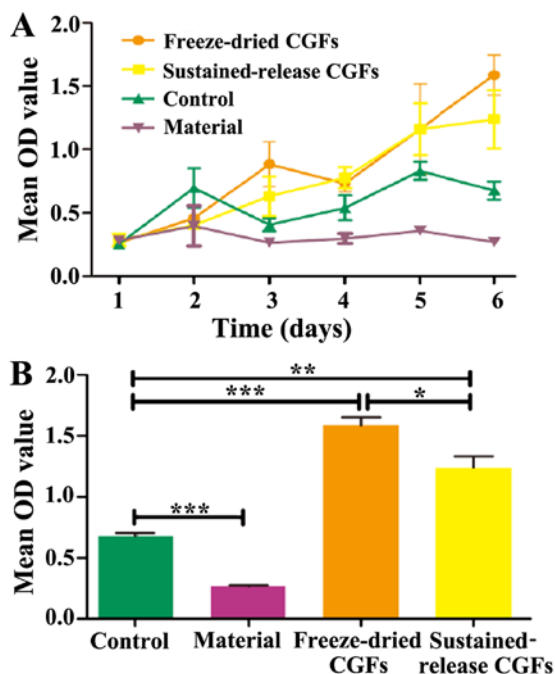 A
Freeze-dried CGFs
Sustained-release CGFs
Control
Material
Mean OD value
2.0
1.5
1.0
0.5
0.0
1 2 3 4 5 6
Time (days)
B
**
***
*
***
Mean OD value
2.0
1.5
1.0
0.5
0.0
Control Material Freeze-dried Sustained-
CGFs release CGFs